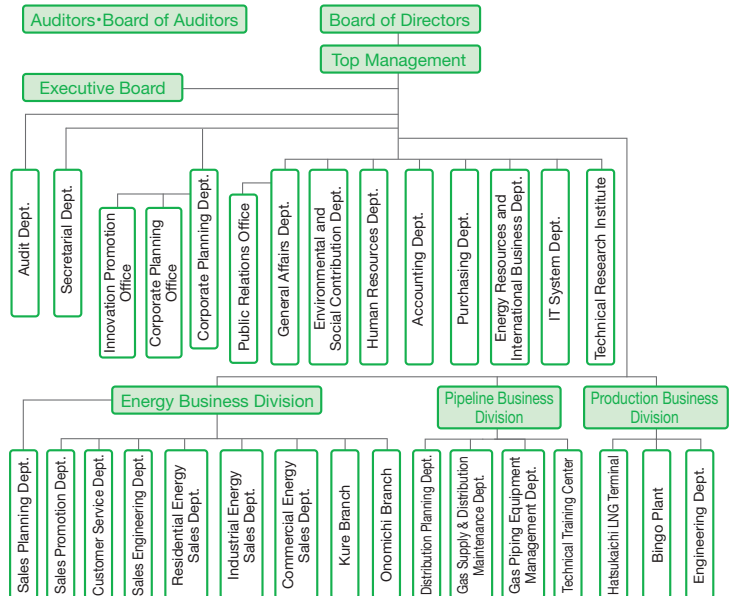 Auditors•Board of Auditors
Board of Directors
Top Management
Executive Board
Audit Dept.
Secretarial Dept.
Innovation Promotion
Office
Corporate Planning
Office
Corporate Planning Dept.
Public Relations Office
General Affairs Dept.
Environmental and
Social Contribution Dept.
Human Resources Dept.
Accounting Dept.
Purchasing Dept.
Energy Resources and
International Business Dept.
IT System Dept.
Technical Research Institute
Energy Business Division
Pipeline Business
Division
Production Business
Division
Sales Planning Dept.
Sales Promotion Dept.
Customer Service Dept.
Sales Engineering Dept.
Residential Energy
Sales Dept.
Industrial Energy
Sales Dept.
Commercial Energy
Sales Dept.
Kure Branch
Onomichi Branch
Distribution Planning Dept.
Gas Supply & Distribution
Maintenance Dept.
Gas Piping Equipment
Management Dept.
Technical Training Center
Hatsukaichi LNG Terminal
Bingo Plant
Engineering Dept.